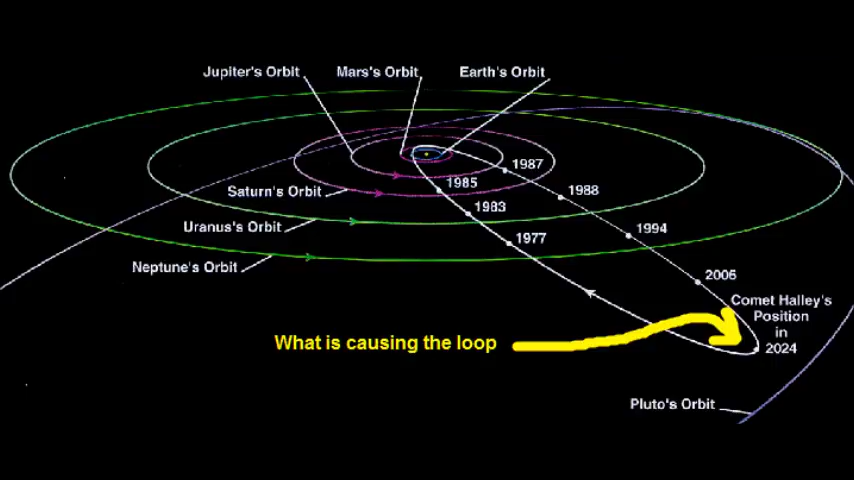 Jupiter's Orbit
Mars's Orbit
Earth's Orbit
1987
1985
Saturn's Orbit
1988
1983
Uranus's Orbit
1994
1977
Neptune's Orbit
2005
Comet Halley's
Position
in
2024
What is causing the loop
Pluto's Orbit